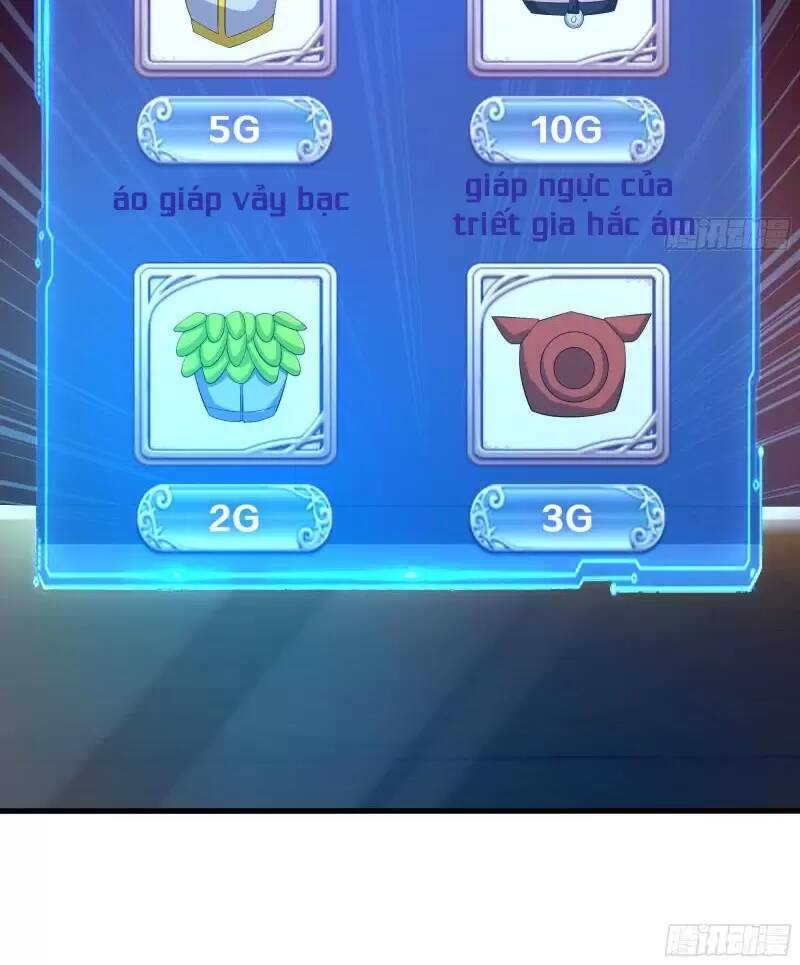 5G
10G
áo giáp vảy bạc
giáp ngực của
triết gia hắc ám
腾讯动漫
2G
3G
腾讯动漫